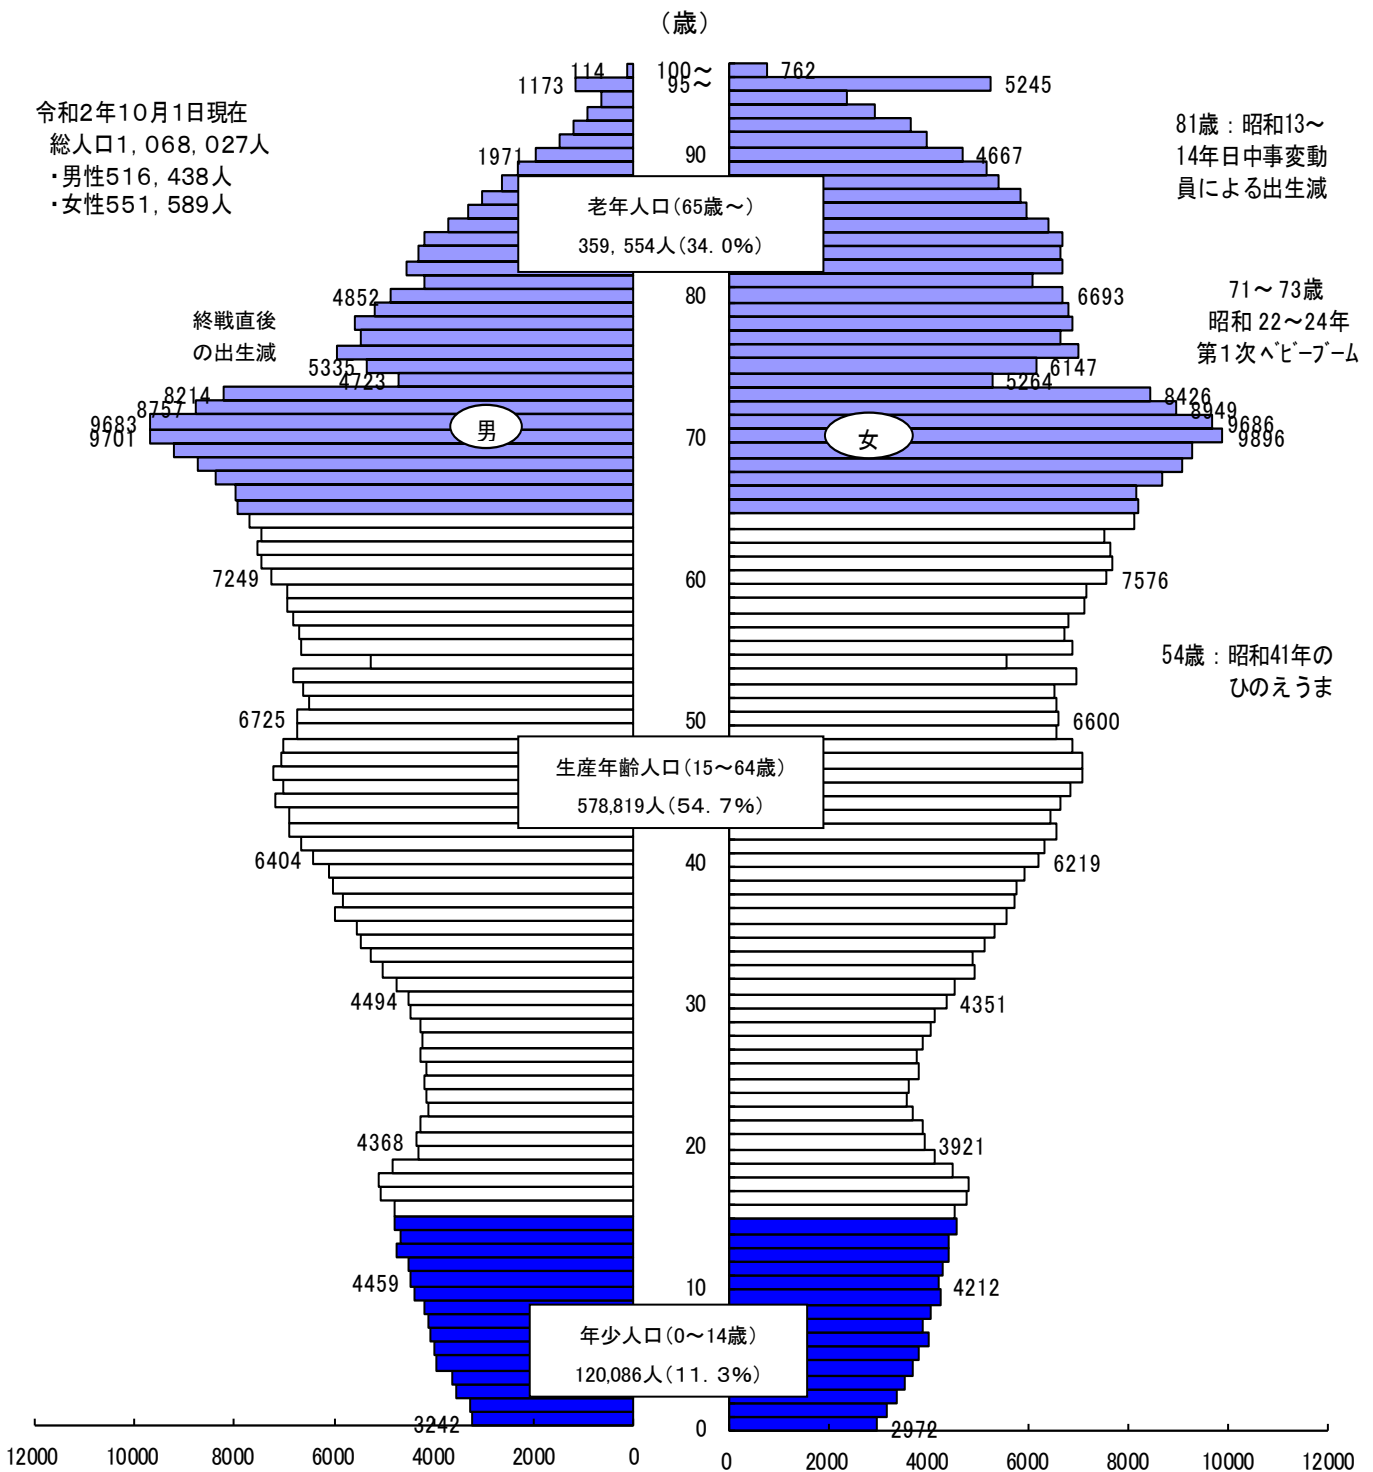 (歳)
114
100～
762
1173
95～
5245
令和2年10月1日現在
総人口1,068,027人
・男性516,438人
・女性551,589人
81歳：昭和13～
14年日中事変動
員による出生減
1971
90
4667
老年人口(65歳～)
359,554人(34.0%)
4852
80
6693
71～73歳
昭和 22～24年
第1次ﾍﾞﾋﾞｰﾌﾞｰﾑ
終戦直後
の出生減
5335
6147
4723
5264
8214
8426
8757
8949
9683
9686
9701
男
70
女
9896
7249
60
7576
54歳：昭和41年の
ひのえうま
6725
50
6600
生産年齢人口(15～64歳)
578,819人(54.7%)
6404
40
6219
4494
30
4351
4368
20
3921
4459
10
4212
年少人口(0～14歳)
120,086人(11.3%)
3242
0
2972
12000 10000 8000 6000 4000 2000 0 0 2000 4000 6000 8000 10000 12000